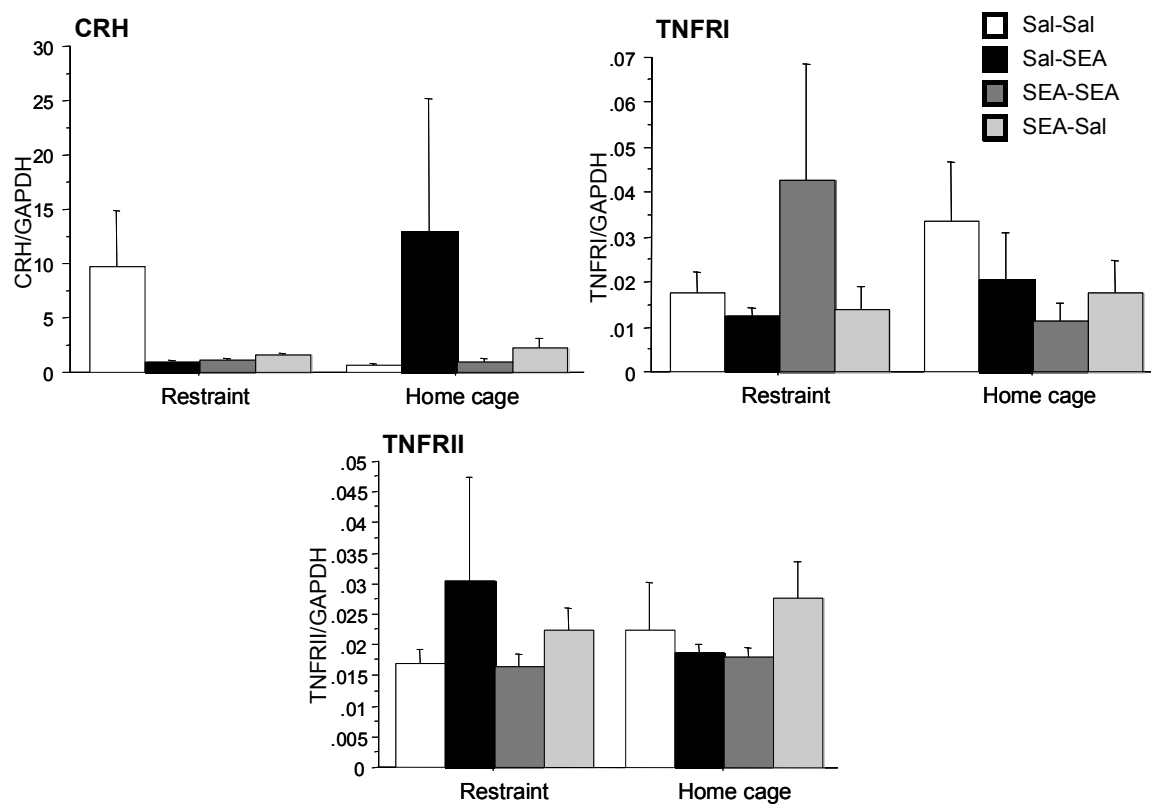 CRH
30
25
20
15
10
5
0
CRH/GAPDH
Restraint
Home cage
TNFRI
.07
.06
.05
.04
.03
.02
.01
0
TNFRI/GAPDH
Restraint
Home cage
Sal-Sal
Sal-SEA
SEA-SEA
SEA-Sal
TNFRII
.05
.045
.04
.035
.03
.025
.02
.015
.01
.005
0
TNFRII/GAPDH
Restraint
Home cage